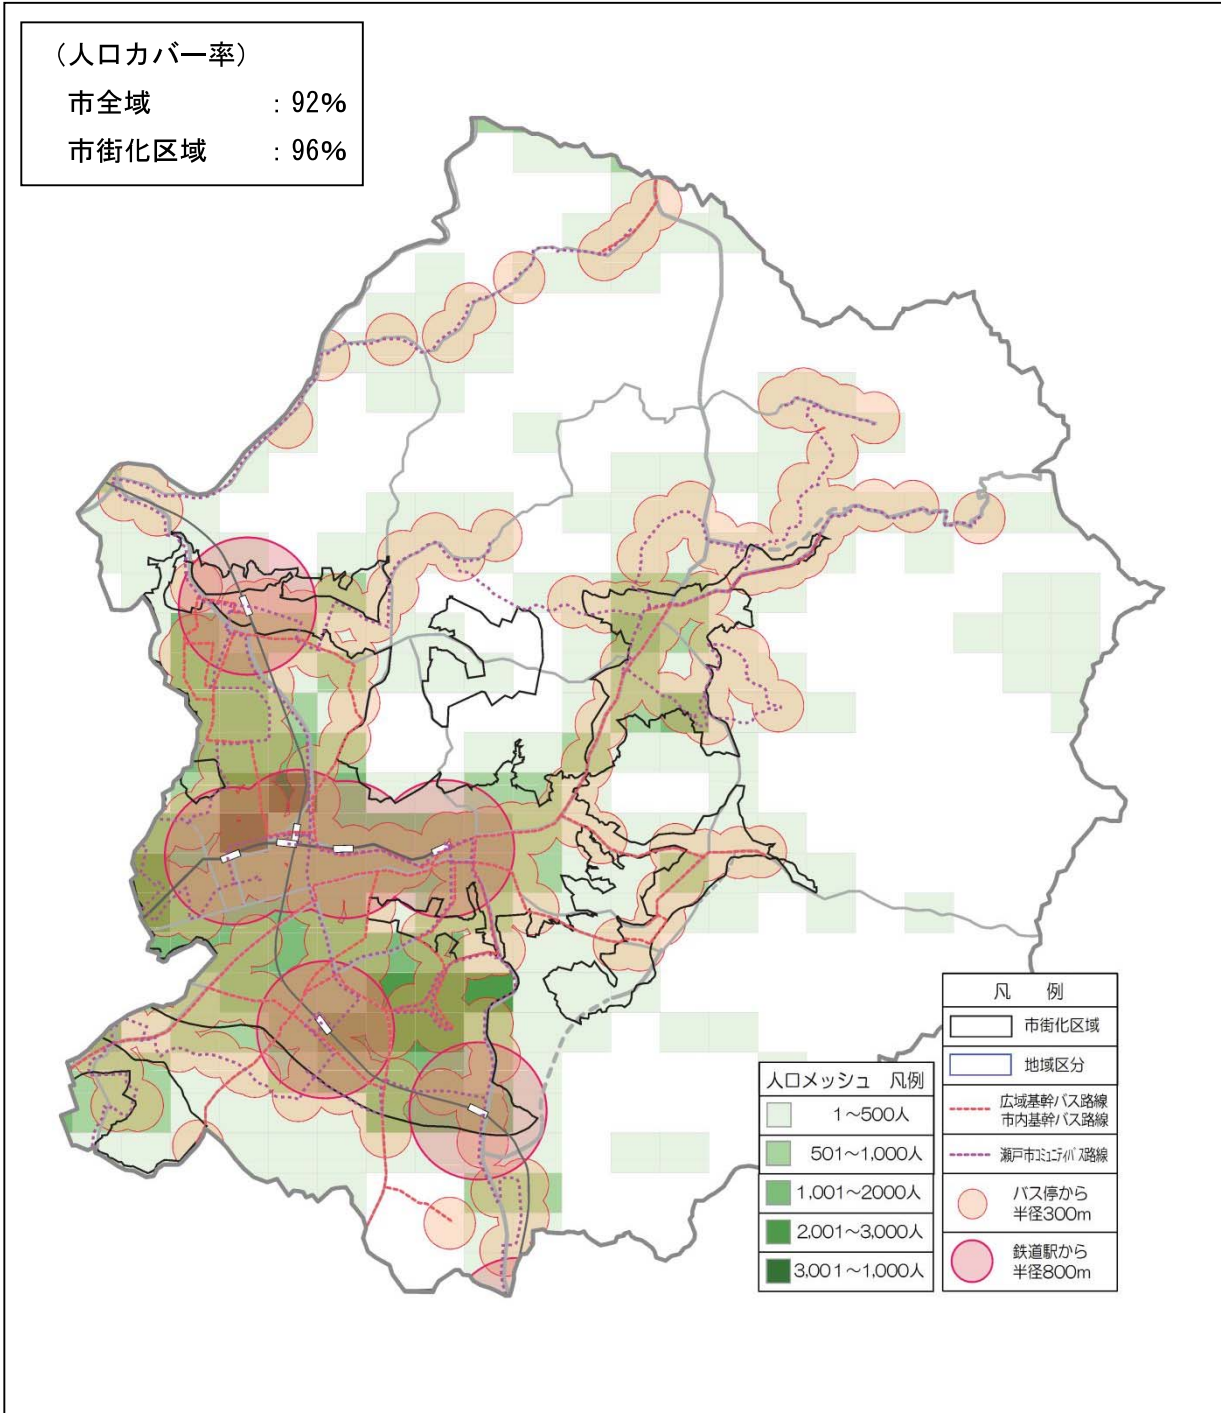 （人口カバー率）
市全域 ：92%
市街化区域 ：96%
凡 例
市街化区域
地域区分
広域基幹バス路線
市内基幹バス路線
瀬戸市コミュニティバス路線
バス停から
半径300m
鉄道駅から
半径800m
人口メッシュ 凡例
1～500人
501～1,000人
1,001～2000人
2,001～3,000人
3,001～1,000人